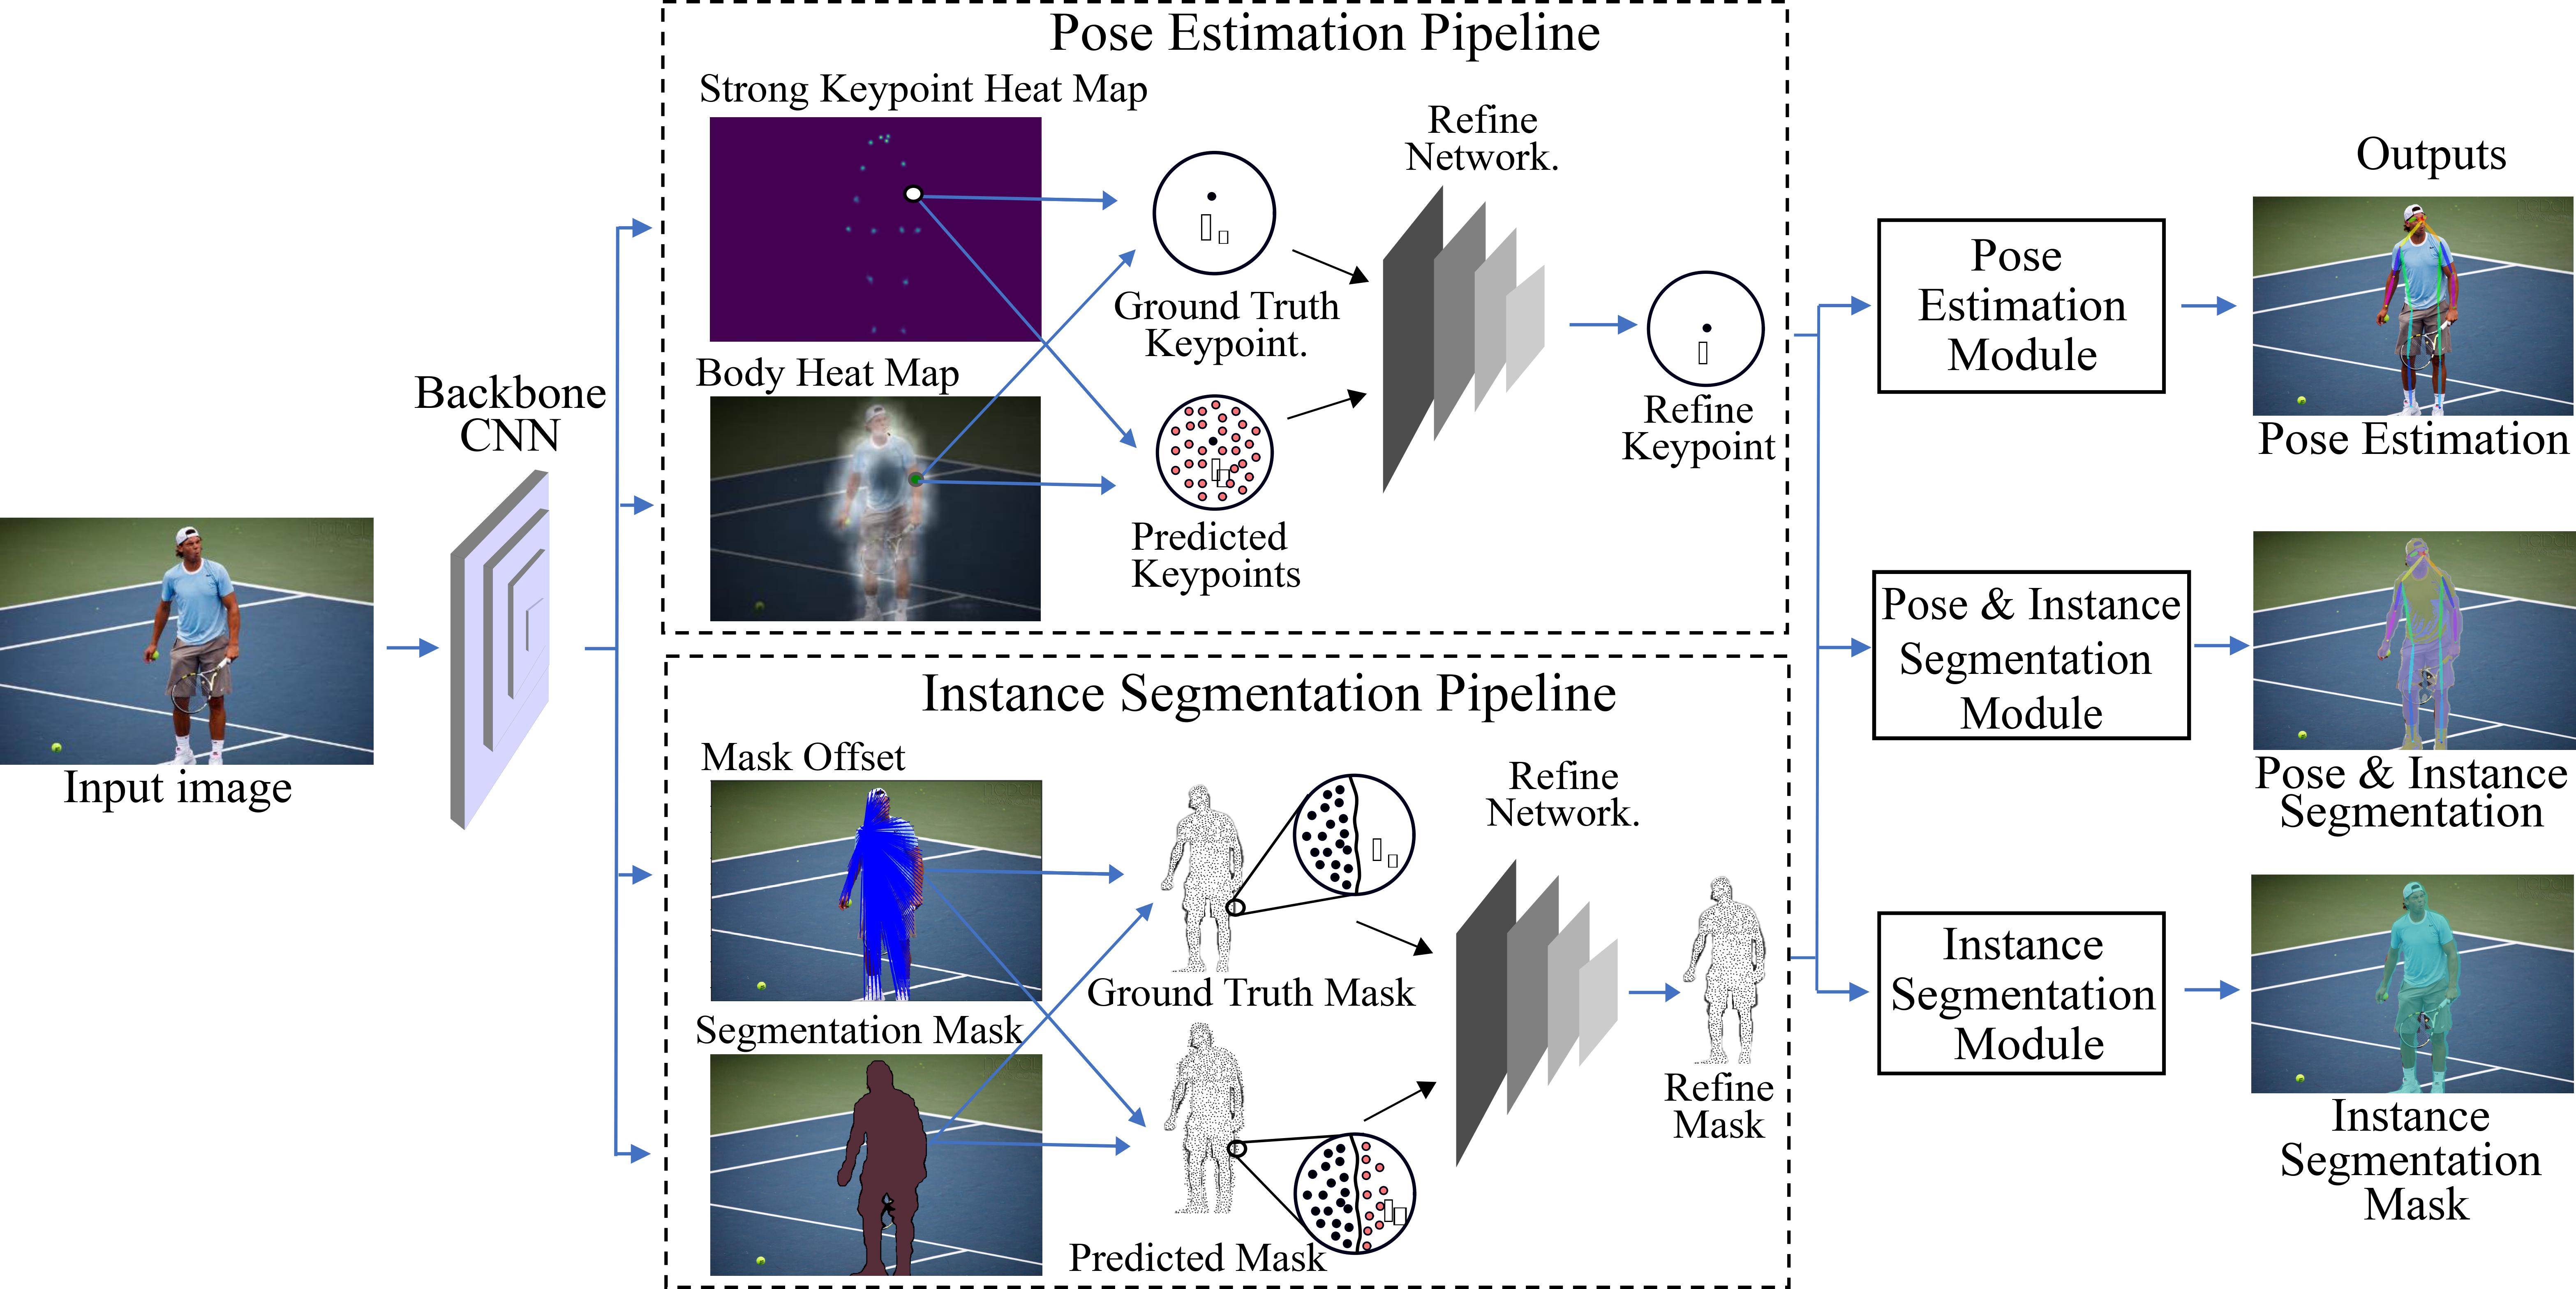 Pose Estimation Pipeline
Strong Keypoint Heat Map
Refine
Network.
Ground Truth
Keypoint.
Body Heat Map
Predicted
Keypoints
Refine
Keypoint
Backbone
CNN
Input image
Instance Segmentation Pipeline
Mask Offset
Refine
Network.
Ground Truth Mask
Segmentation Mask
Predicted Mask
Refine
Mask
Outputs
Pose
Estimation
Module
Pose Estimation
Pose & Instance
Segmentation
Module
Pose & Instance
Segmentation
Instance
Segmentation
Module
Instance
Segmentation
Mask